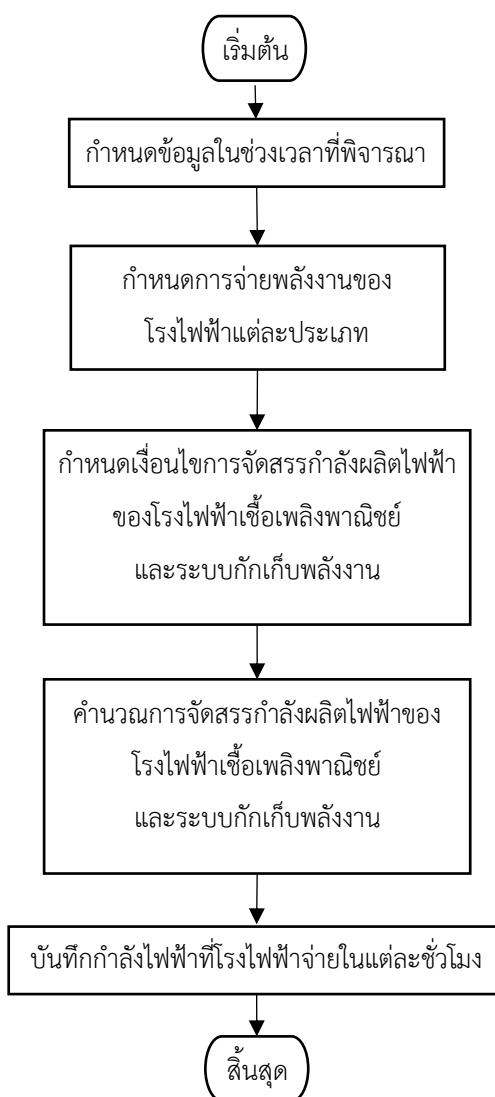 เริ่มต้น
กำหนดข้อมูลในช่วงเวลาที่พิจารณา
กำหนดการจ่ายพลังงานของ
โรงไฟฟ้าแต่ละประเภท
กำหนดเงื่อนไขการจัดสรรกำลังผลิตไฟฟ้า
ของโรงไฟฟ้าเชื้อเพลิงพาณิชย์
และระบบกักเก็บพลังงาน
คำนวณการจัดสรรกำลังผลิตไฟฟ้าของ
โรงไฟฟ้าเชื้อเพลิงพาณิชย์
และระบบกักเก็บพลังงาน
บันทึกกำลังไฟฟ้าที่โรงไฟฟ้าจ่ายในแต่ละชั่วโมง
สิ้นสุด